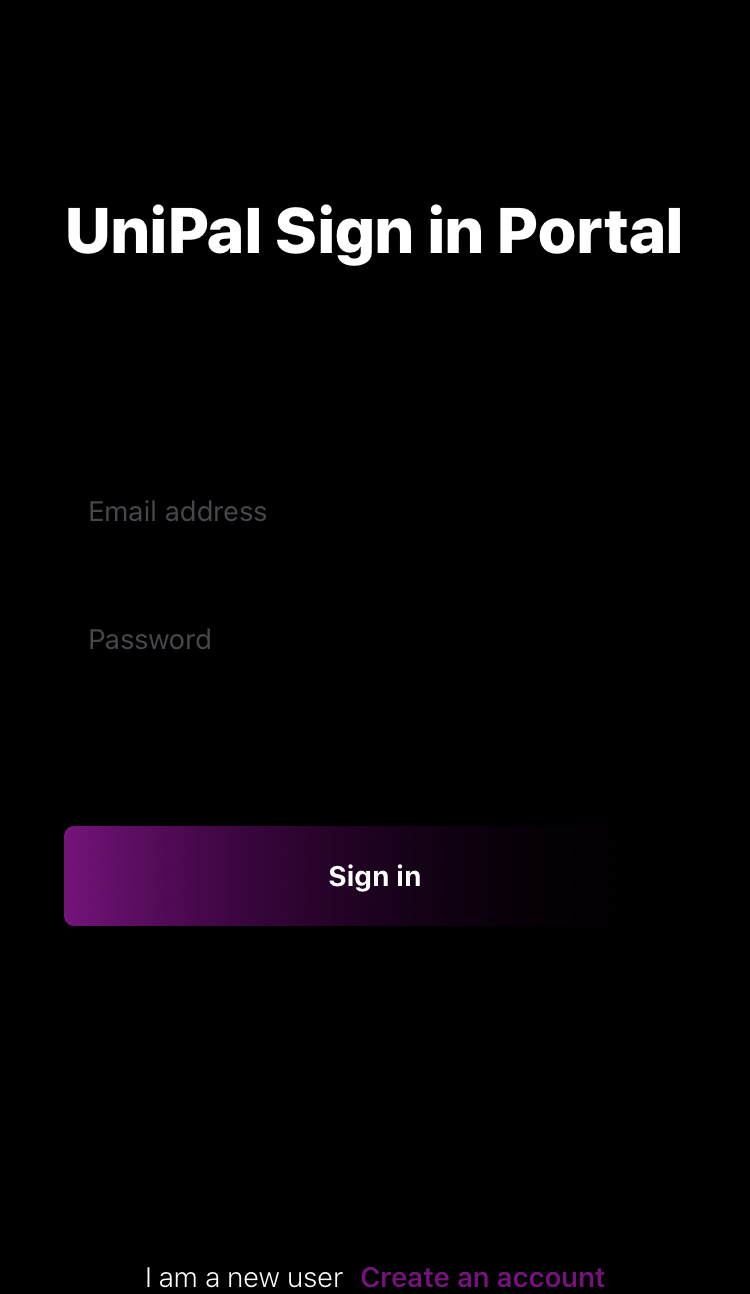 UniPal Sign in Portal
Email address
Password
Sign in
I am a new user Create an account